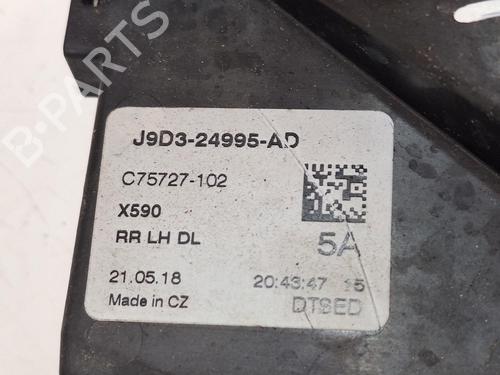 J9D3-24995-AD
C75727-102
X590
RR LH DL
5A
21.05.18
20:43:47 15
Made in CZ
DTSED
B-PARTS